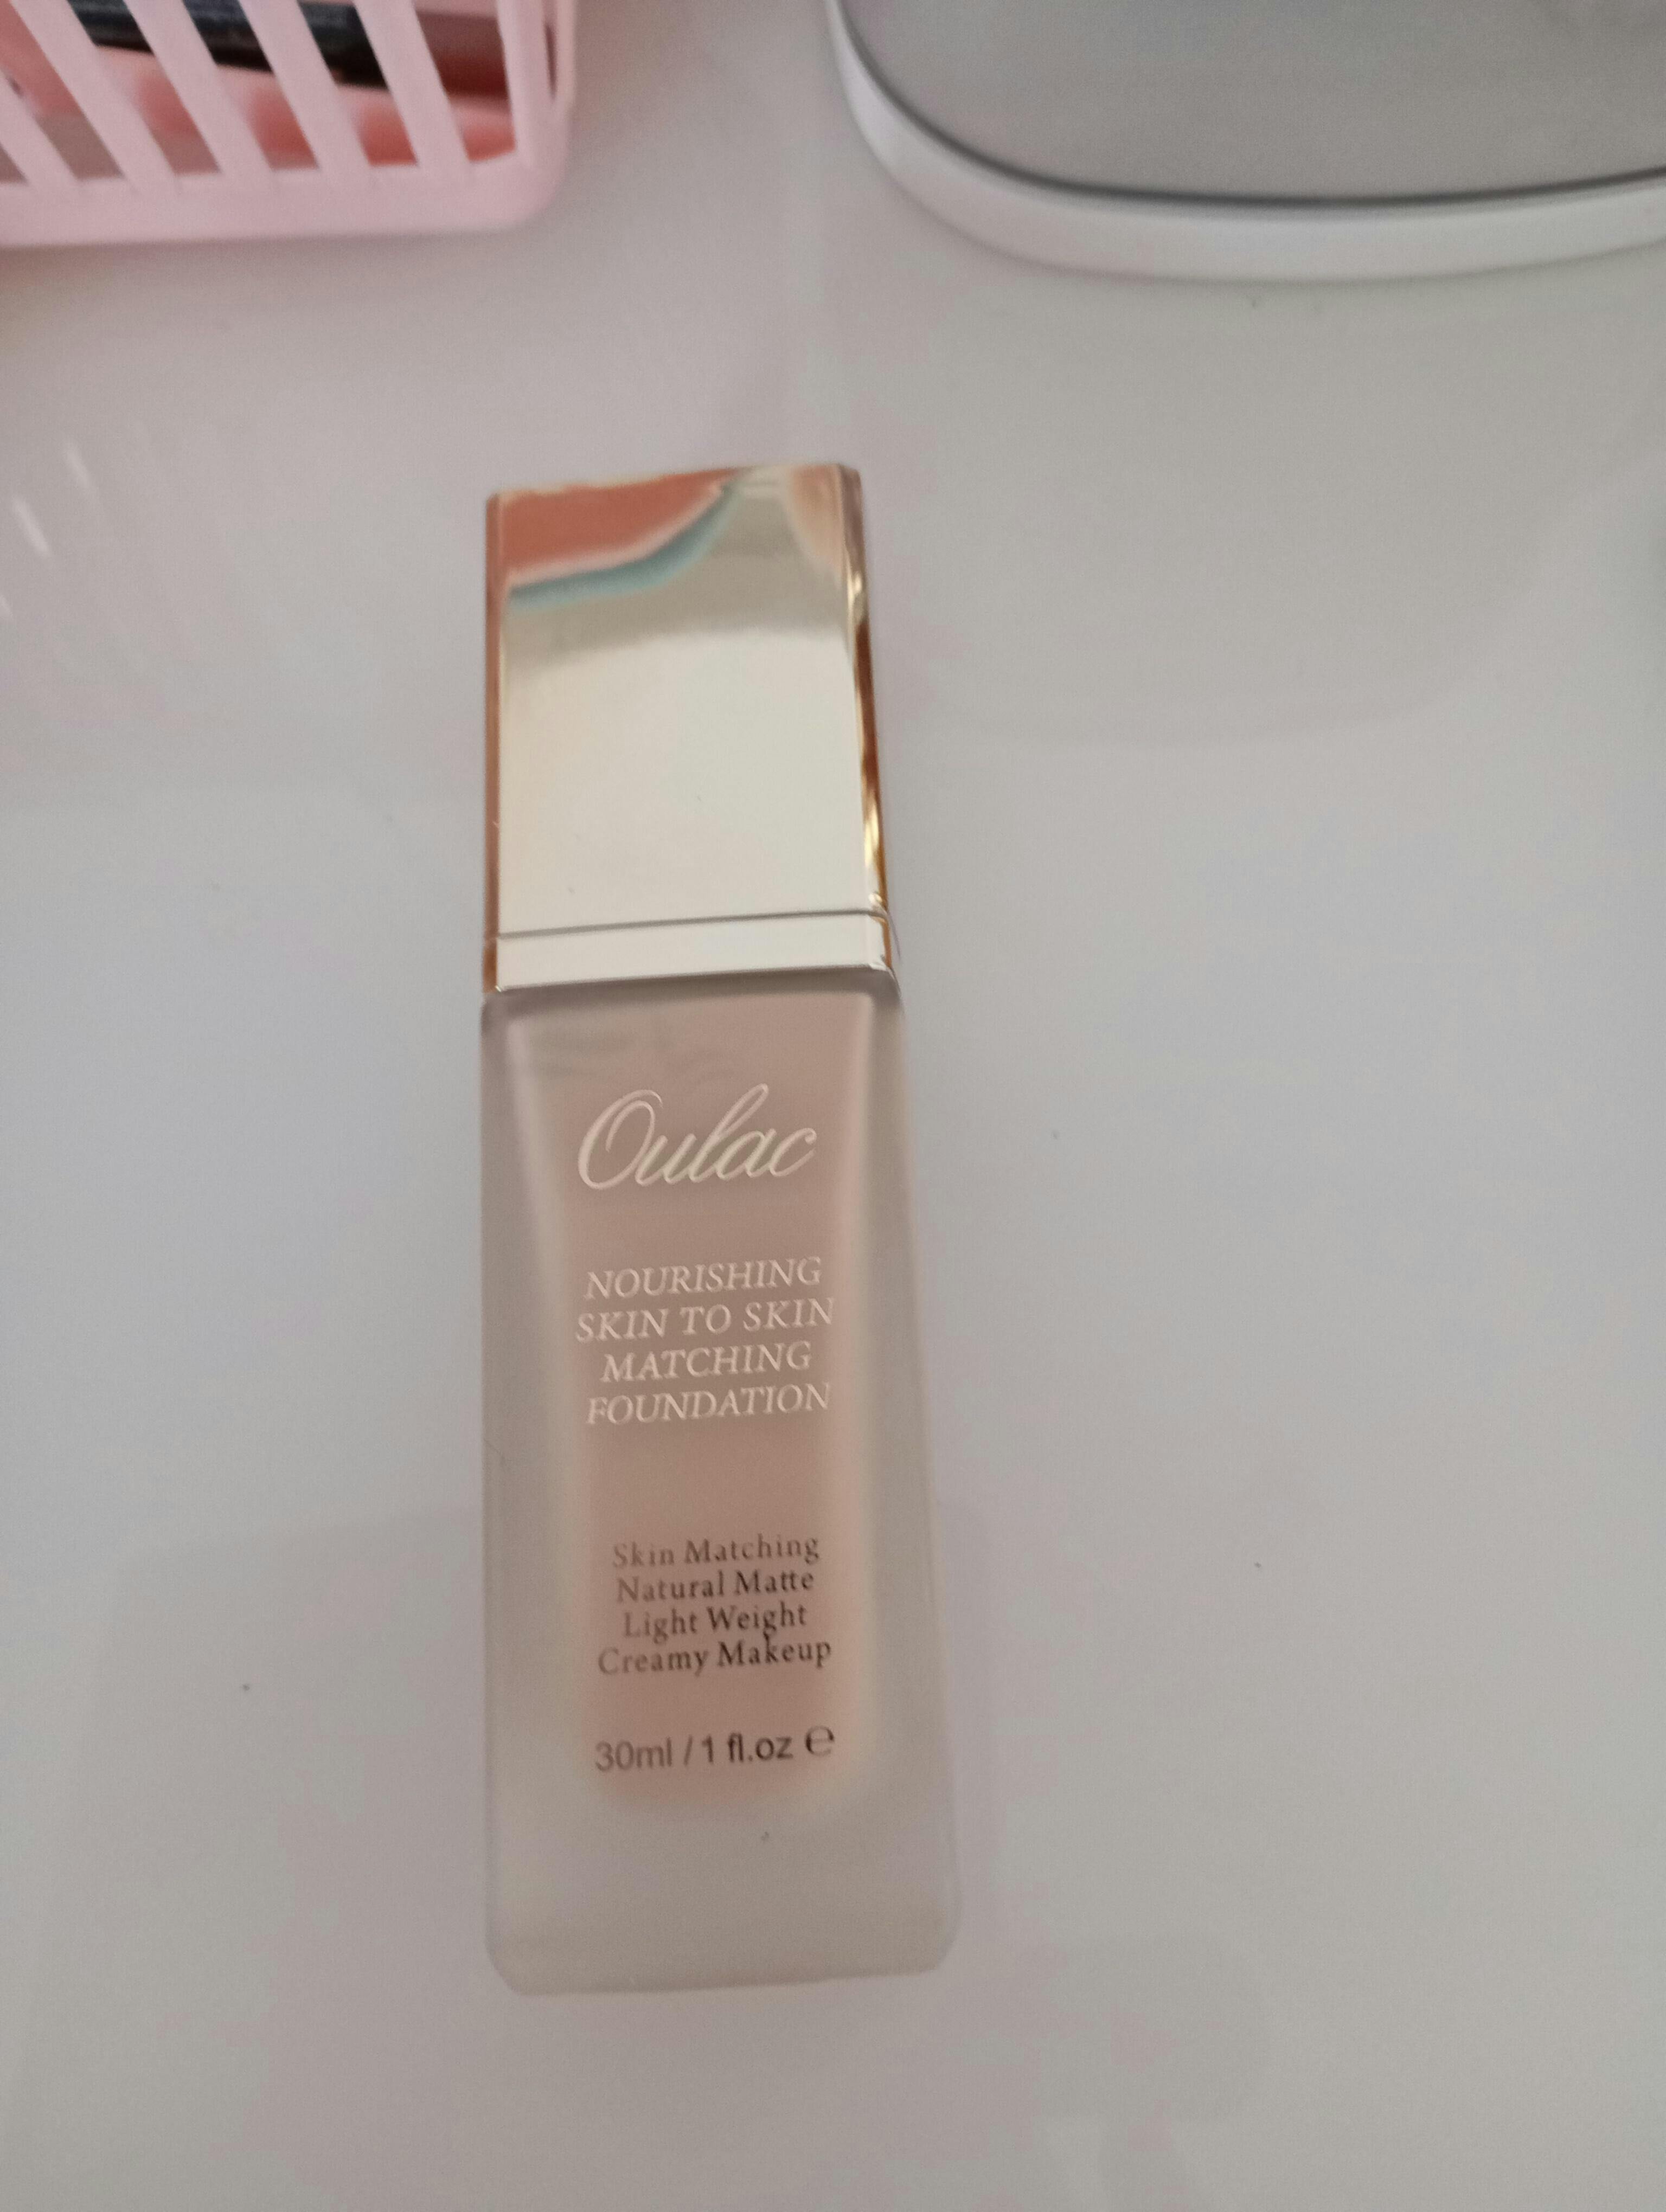 Oulac
NOURISHING
SKIN TO SKIN
MATCHING
FOUNDATION
Skin Matching
Natural Matte
Light Weight
Creamy Makeup
30ml / 1 fl.oz ℮